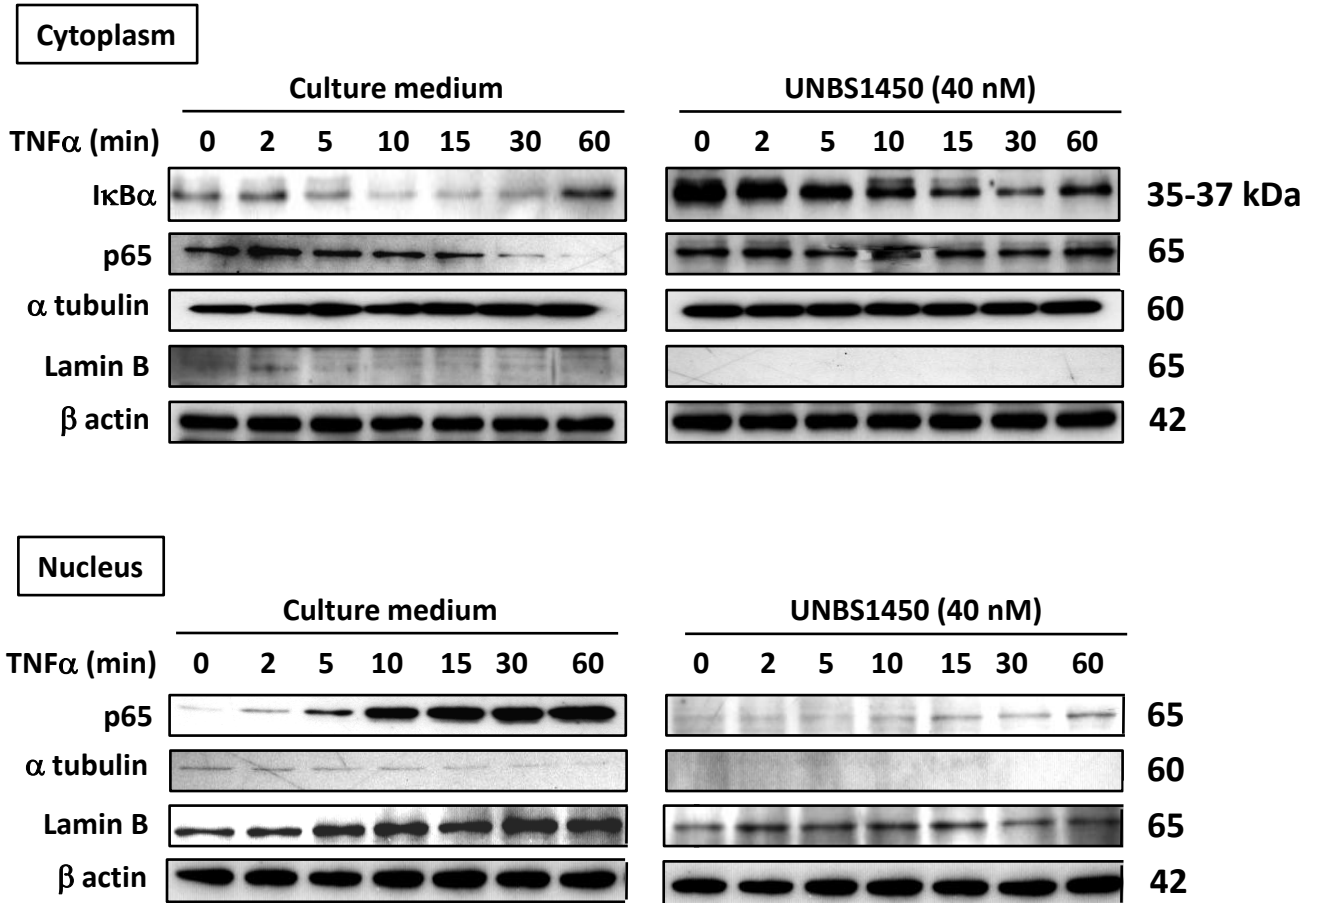 Cytoplasm
Culture medium UNBS1450 (40 nM)
TNFα (min) 0 2 5 10 15 30 60 0 2 5 10 15 30 60
IκBα 35-37 kDa
p65 65
α tubulin 60
Lamin B 65
β actin 42
Nucleus
Culture medium UNBS1450 (40 nM)
TNFα (min) 0 2 5 10 15 30 60 0 2 5 10 15 30 60
p65 65
α tubulin 60
Lamin B 65
β actin 42